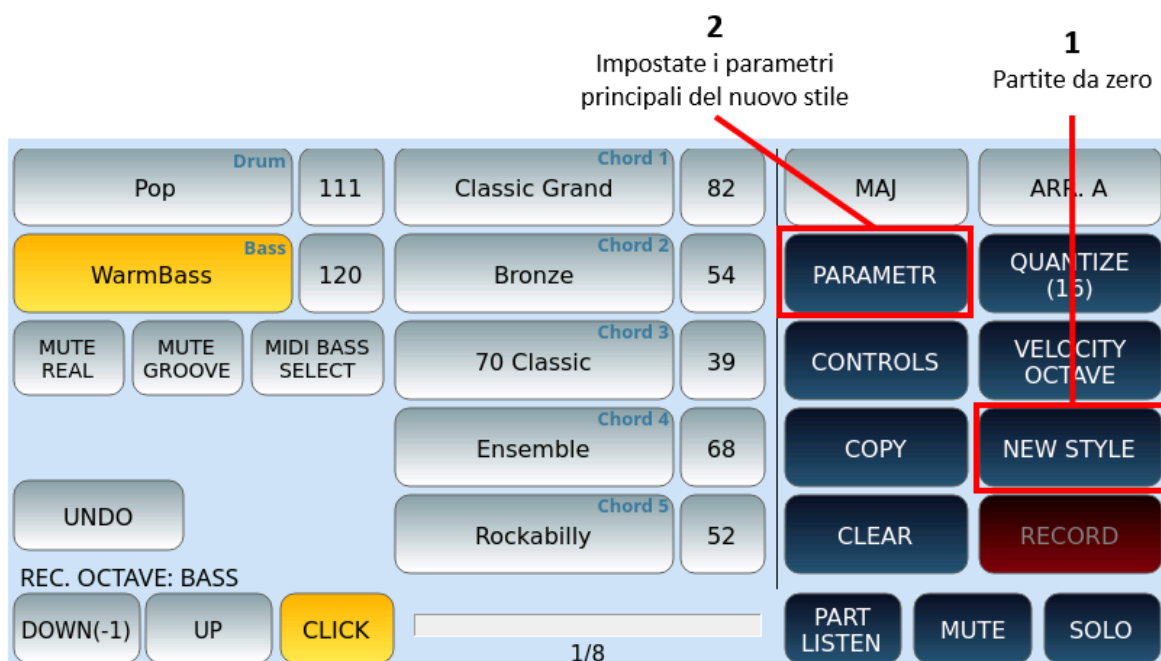 2
Impostate i parametri
principali del nuovo stile
1
Partite da zero
Drum
Pop
111
Chord 1
Classic Grand
82
MAJ
ARR. A
Bass
WarmBass
120
Chord 2
Bronze
54
PARAMETR
QUANTIZE
(16)
MUTE
REAL
MUTE
GROOVE
MIDI BASS
SELECT
Chord 3
70 Classic
39
CONTROLS
VELOCITY
OCTAVE
Chord 4
Ensemble
68
COPY
NEW STYLE
UNDO
Chord 5
Rockabilly
52
CLEAR
RECORD
REC. OCTAVE: BASS
DOWN(-1)
UP
CLICK
1/8
PART
LISTEN
MUTE
SOLO